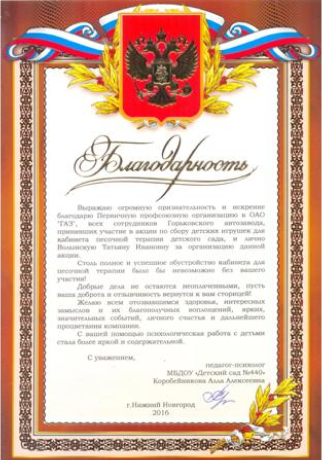 Благодарность
Выражаю огромную признательность и искренне
благодарю Первичную профсоюзную организацию в ОАО
"ГАЗ", всех сотрудников Горьковского автозавода,
принявших участие в акции по сбору детских игрушек для
кабинета песочной терапии детского сада, и лично
Волынскую Татьяну Ивановну за организацию данной
акции.
Столь полное и успешное обустройство кабинета для
песочной терапии было бы невозможно без вашего
участия!
Добрые дела не остаются неоплаченными, пусть
ваша доброта и отзывчивость вернутся к вам сторицей!
Желаю всем отозвавшимся здоровья, интересных
замыслов и их благополучных воплощений, ярких,
значительных событий, личного счастья и дальнейшего
процветания компании.
С вашей помощью психологическая работа с детьми
стала более яркой и содержательной.
С уважением,
педагог-психолог
МБДОУ «Детский сад №440»
Коробейникова Алла Алексеевна
г.Нижний Новгород
2016